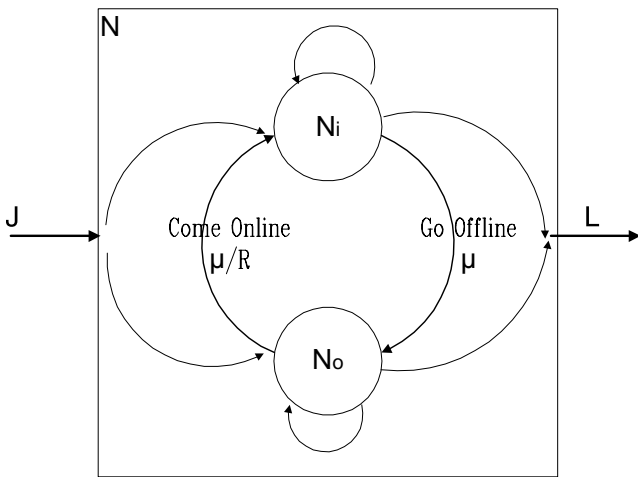 N
Ni
J
L
Come Online
μ/R
Go Offline
μ
No